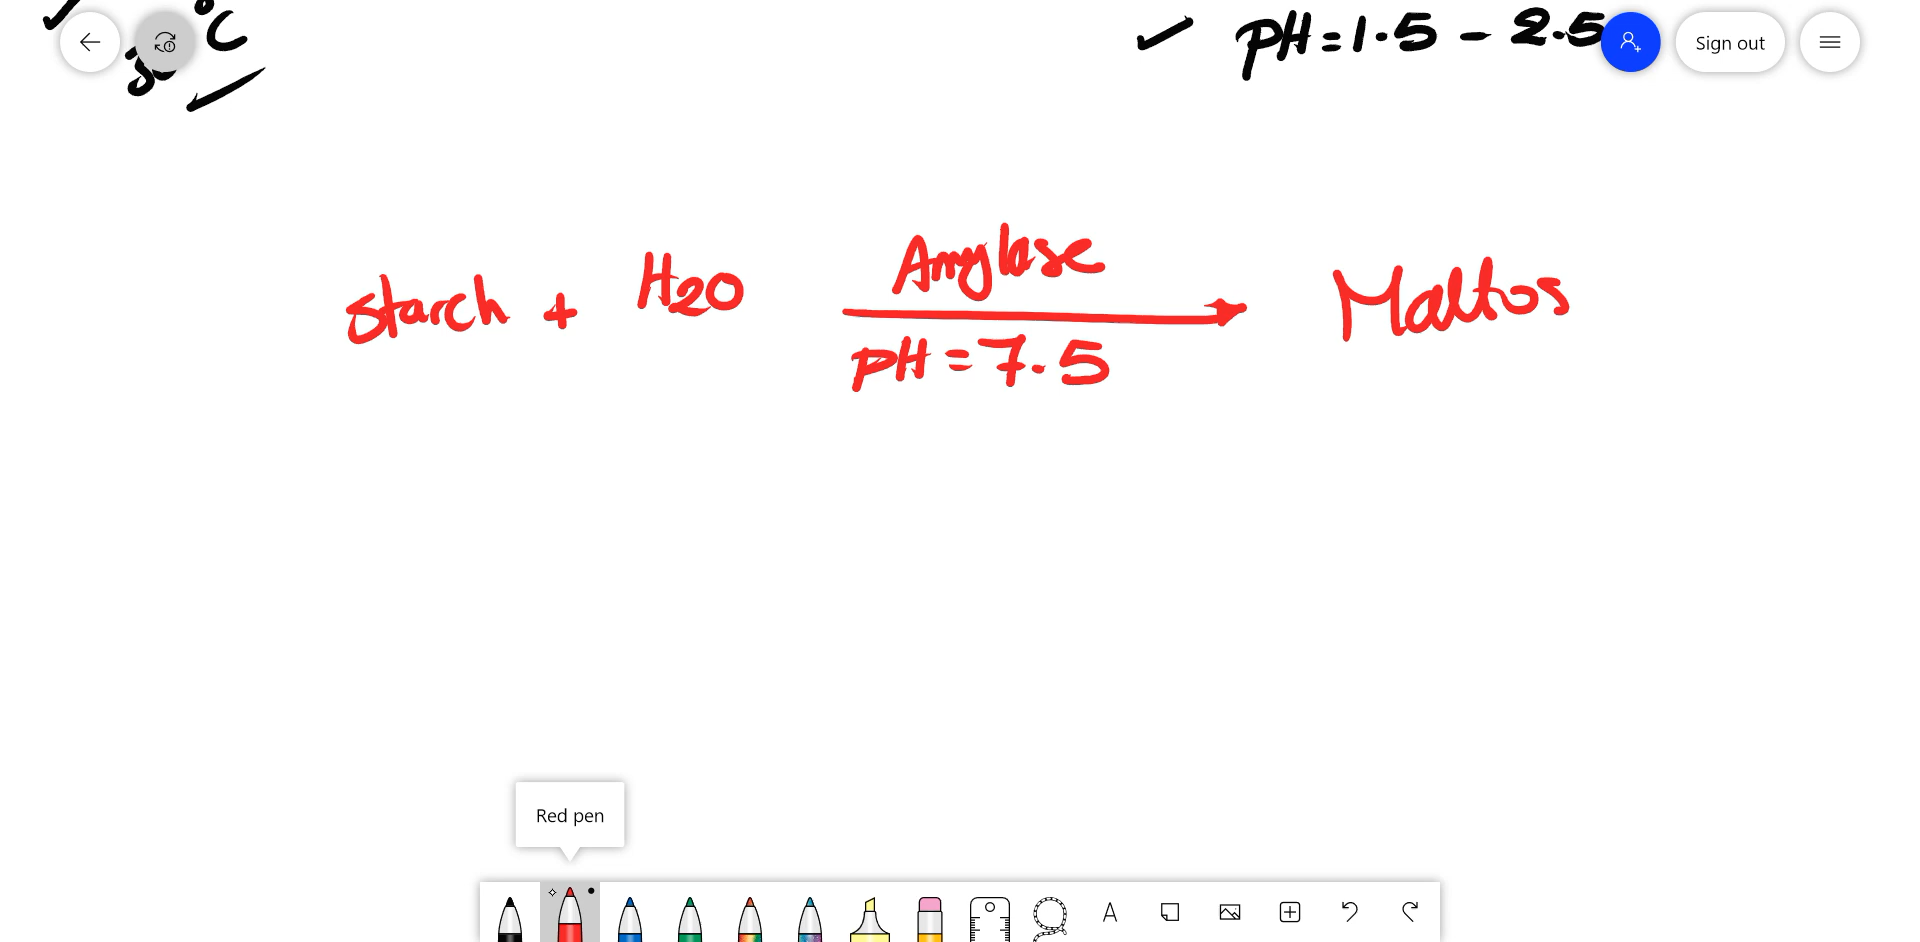 °C
pH=1.5 - 2.5
Sign out
starch + H2O
Amylase
pH=7.5
Maltos
Red pen
A